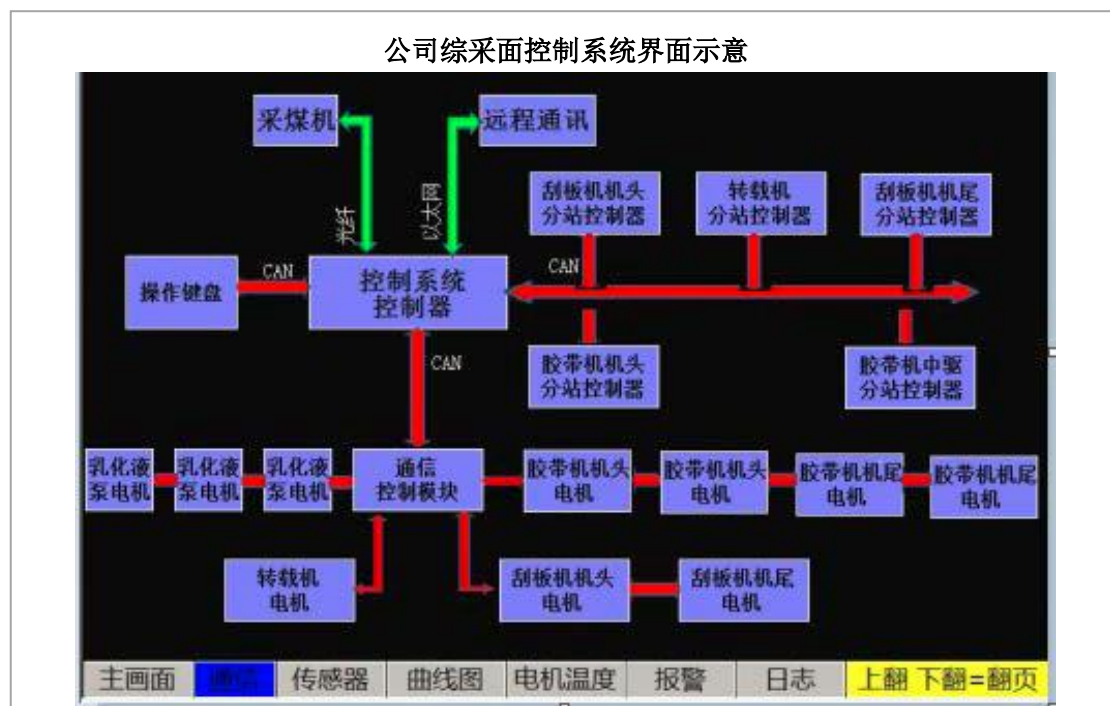 公司综采面控制系统界面示意
采煤机
远程通讯
光纤
以太网
刮板机机头
分站控制器
转载机
分站控制器
刮板机机尾
分站控制器
操作键盘
CAN
控制系统
控制器
CAN
胶带机机头
分站控制器
胶带机中驱
分站控制器
CAN
乳化液
泵电机
乳化液
泵电机
乳化液
泵电机
通信
控制模块
胶带机机头
电机
胶带机机头
电机
胶带机机尾
电机
胶带机机尾
电机
转载机
电机
刮板机机头
电机
刮板机机尾
电机
主画面
通信
传感器
曲线图
电机温度
报警
日志
上翻 下翻=翻页